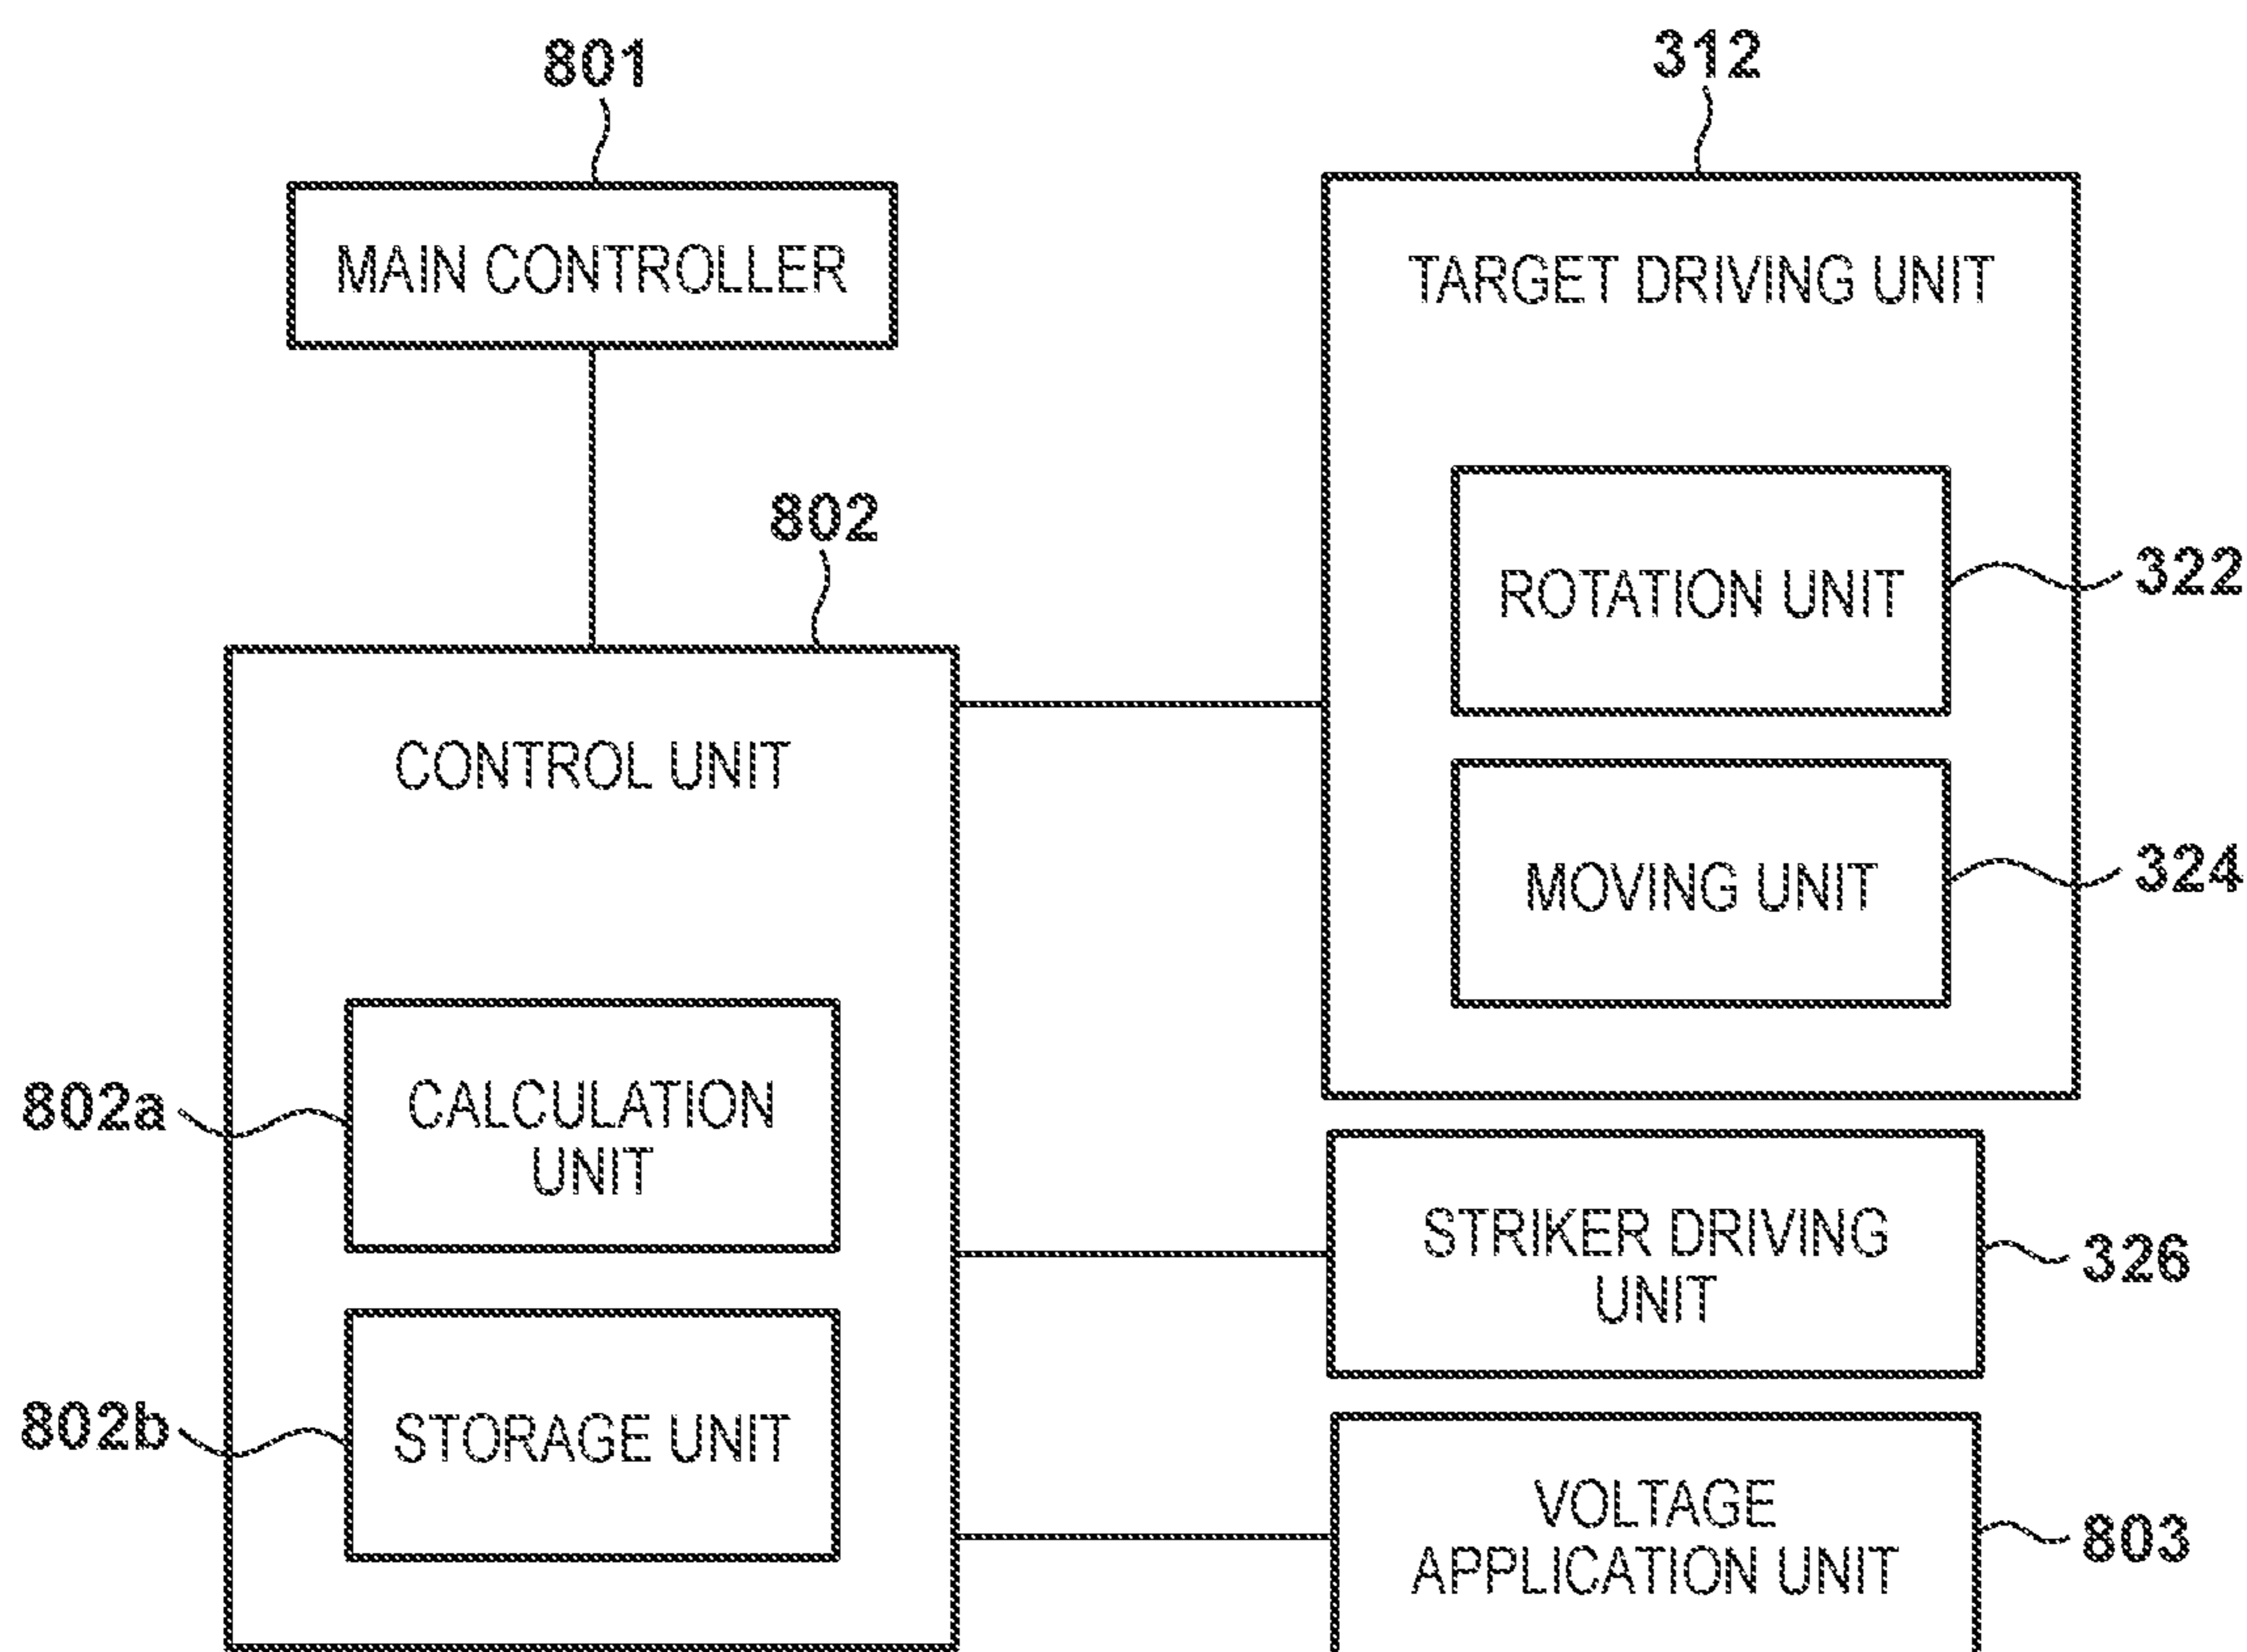 801
MAIN CONTROLLER
802
CONTROL UNIT
802a
CALCULATION
UNIT
802b
STORAGE UNIT
312
TARGET DRIVING UNIT
ROTATION UNIT
322
MOVING UNIT
324
STRIKER DRIVING
UNIT
326
VOLTAGE
APPLICATION UNIT
803